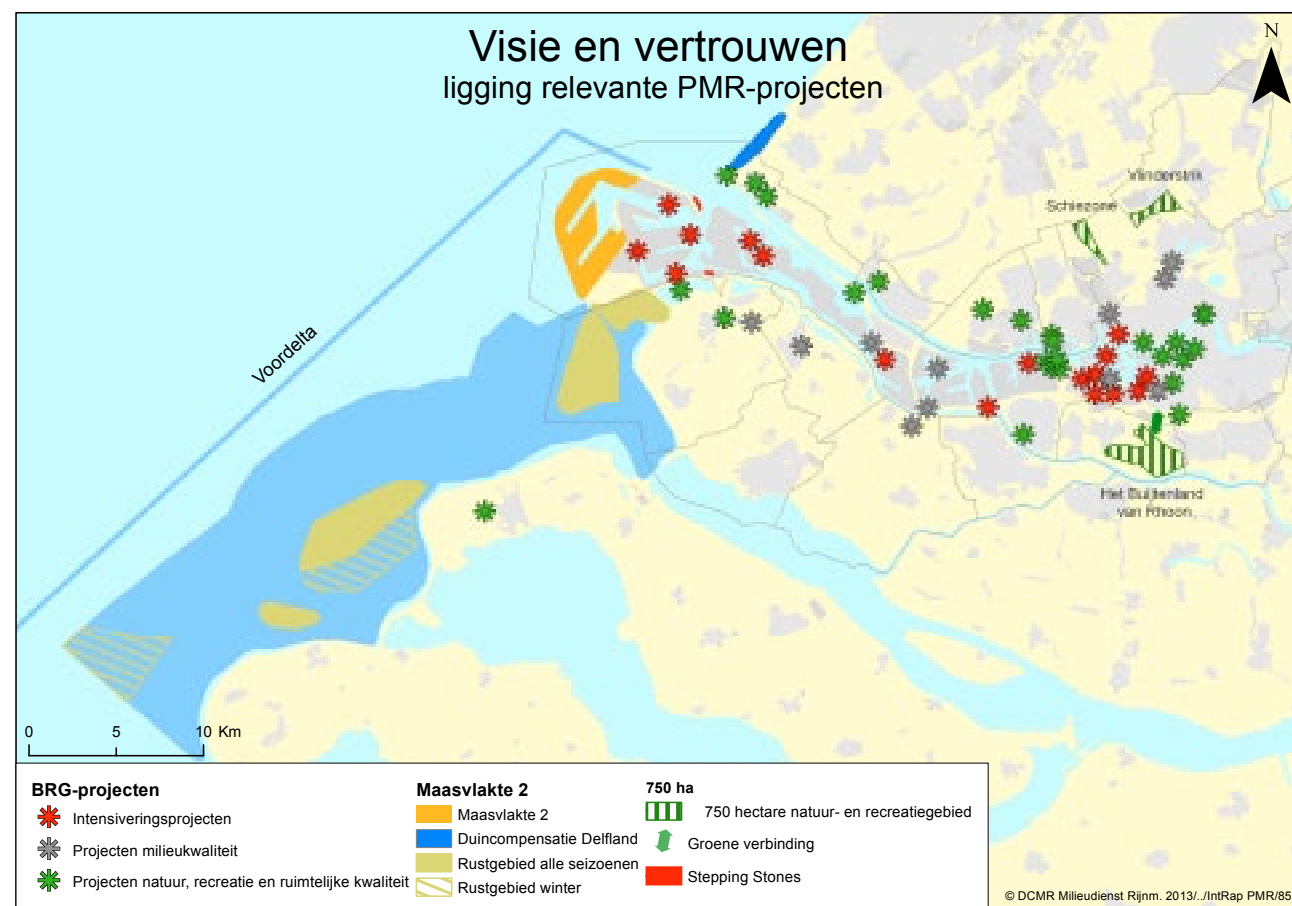 Visie en vertrouwen
ligging relevante PMR-projecten
N
Vlinderstrik
Schiezone
Voordelta
Het Buijtenland
van Rhoon
0 5 10 Km
BRG-projecten
Intensiveringsprojecten
Projecten milieukwaliteit
Projecten natuur, recreatie en ruimtelijke kwaliteit
Maasvlakte 2
Maasvlakte 2
Duincompensatie Delfland
Rustgebied alle seizoenen
Rustgebied winter
750 ha
750 hectare natuur- en recreatiegebied
Groene verbinding
Stepping Stones
© DCMR Milieudienst Rijnm. 2013/../IntRap PMR/85